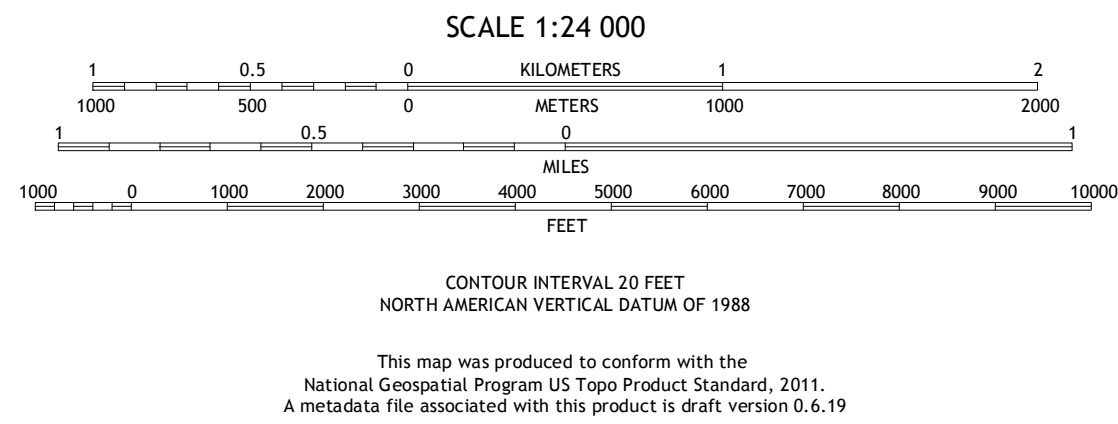 SCALE 1:24 000
1 0.5 0 KILOMETERS 1 2
1000 500 0 METERS 1000 2000
1 0.5 0 1
MILES
1000 0 1000 2000 3000 4000 5000 6000 7000 8000 9000 10000
FEET
CONTOUR INTERVAL 20 FEET
NORTH AMERICAN VERTICAL DATUM OF 1988
This map was produced to conform with the
National Geospatial Program US Topo Product Standard, 2011.
A metadata file associated with this product is draft version 0.6.19